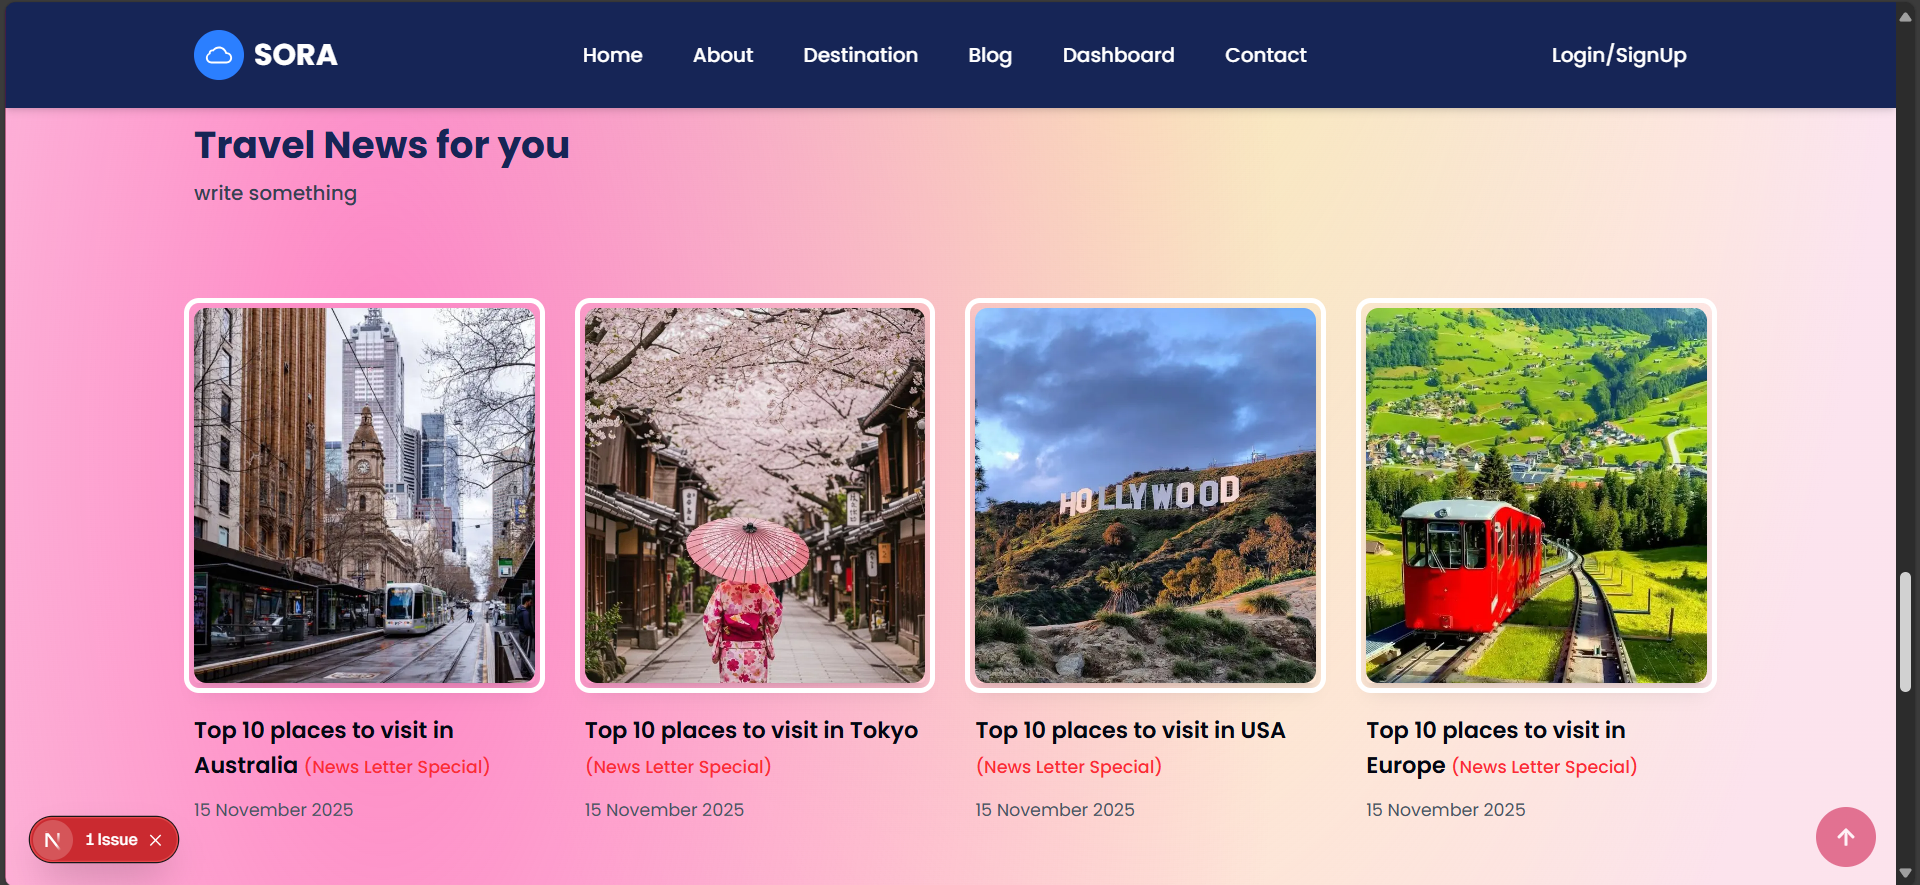 SORA
Home
About
Destination
Blog
Dashboard
Contact
Login/SignUp
Travel News for you
write something
HOLLYWOOD
Top 10 places to visit in
Australia (News Letter Special)
15 November 2025
Top 10 places to visit in Tokyo
(News Letter Special)
15 November 2025
Top 10 places to visit in USA
(News Letter Special)
15 November 2025
Top 10 places to visit in
Europe (News Letter Special)
15 November 2025
N
1 Issue